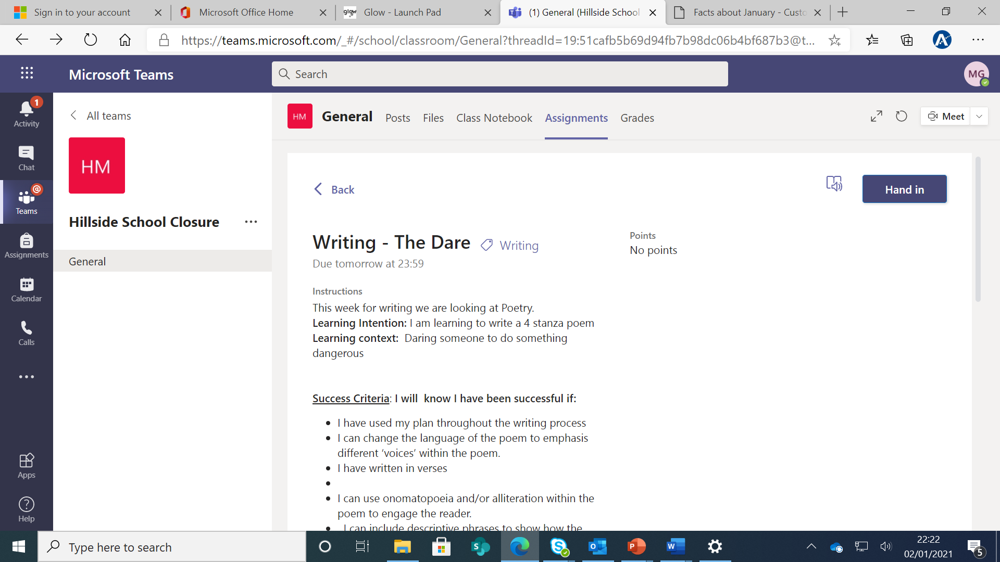 Sign in to your account
Microsoft Office Home
glow
Glow - Launch Pad
(1) General (Hillside School
Facts about January - Custo
https://teams.microsoft.com/_#/school/classroom/General?threadId=19:51cafb5b69d94fb7b98dc06b4bf687b3@t...
Microsoft Teams
Search
MG
1
Activity
Chat
@
Teams
Assignments
Calendar
Calls
Apps
Help
All teams
HM
Hillside School Closure
General
HM
General
Posts
Files
Class Notebook
Assignments
Grades
Meet
Back
Hand in
Writing - The Dare
Writing
Due tomorrow at 23:59
Points
No points
Instructions
This week for writing we are looking at Poetry.
Learning Intention: I am learning to write a 4 stanza poem
Learning context:  Daring someone to do something
dangerous
Success Criteria: I will  know I have been successful if:
• I have used my plan throughout the writing process
• I can change the language of the poem to emphasis
different ‘voices’ within the poem.
• I have written in verses
•
• I can use onomatopoeia and/or alliteration within the
poem to engage the reader.
•  I can include descriptive phrases to show how the
Type here to search
22:22
02/01/2021
5